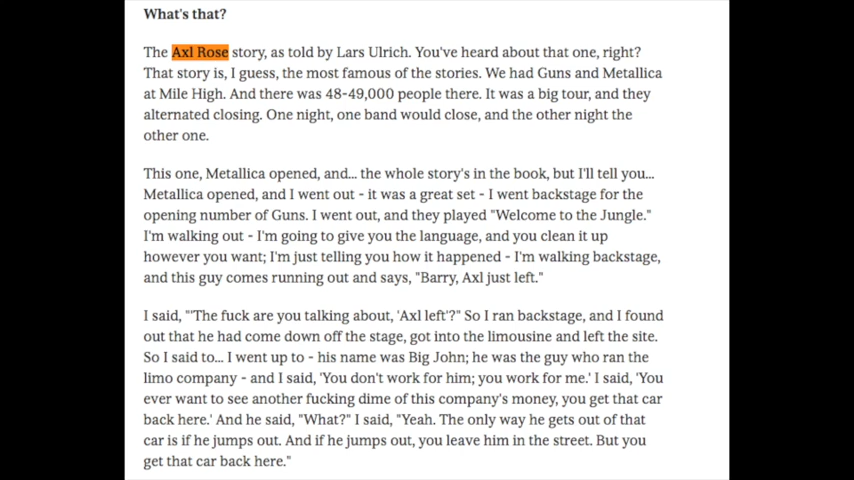 What's that?
The Axl Rose story, as told by Lars Ulrich. You've heard about that one, right?
That story is, I guess, the most famous of the stories. We had Guns and Metallica
at Mile High. And there was 48-49,000 people there. It was a big tour, and they
alternated closing. One night, one band would close, and the other night the
other one.
This one, Metallica opened, and... the whole story's in the book, but I'll tell you...
Metallica opened, and I went out - it was a great set - I went backstage for the
opening number of Guns. I went out, and they played "Welcome to the Jungle."
I'm walking out - I'm going to give you the language, and you clean it up
however you want; I'm just telling you how it happened - I'm walking backstage,
and this guy comes running out and says, "Barry, Axl just left."
I said, "'The fuck are you talking about, 'Axl left'?" So I ran backstage, and I found
out that he had come down off the stage, got into the limousine and left the site.
So I said to... I went up to - his name was Big John; he was the guy who ran the
limo company - and I said, 'You don't work for him; you work for me.' I said, 'You
ever want to see another fucking dime of this company's money, you get that car
back here.' And he said, "What?" I said, "Yeah. The only way he gets out of that
car is if he jumps out. And if he jumps out, you leave him in the street. But you
get that car back here."